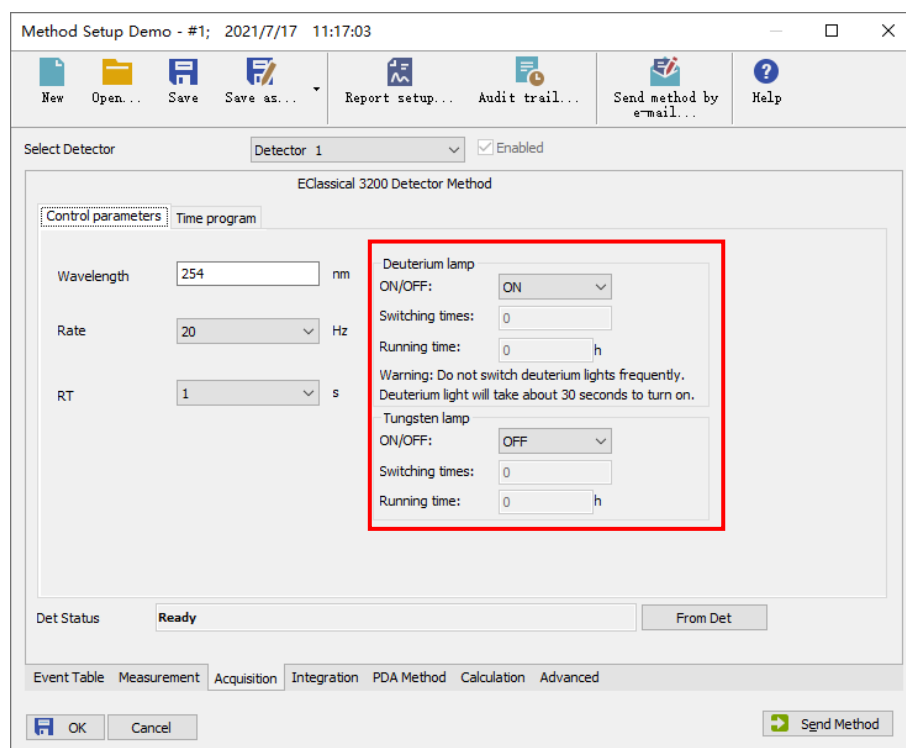 Method Setup Demo - #1; 2021/7/17 11:17:03
New Open... Save Save as... Report setup... Audit trail... Send method by e-mail... Help
Select Detector Detector 1 Enabled
EClassical 3200 Detector Method
Control parameters Time program
Wavelength 254 nm
Rate 20 Hz
RT 1 s
Deuterium lamp
ON/OFF: ON
Switching times: 0
Running time: 0 h
Warning: Do not switch deuterium lights frequently.
Deuterium light will take about 30 seconds to turn on.
Tungsten lamp
ON/OFF: OFF
Switching times: 0
Running time: 0 h
Det Status Ready From Det
Event Table Measurement Acquisition Integration PDA Method Calculation Advanced
OK Cancel Send Method